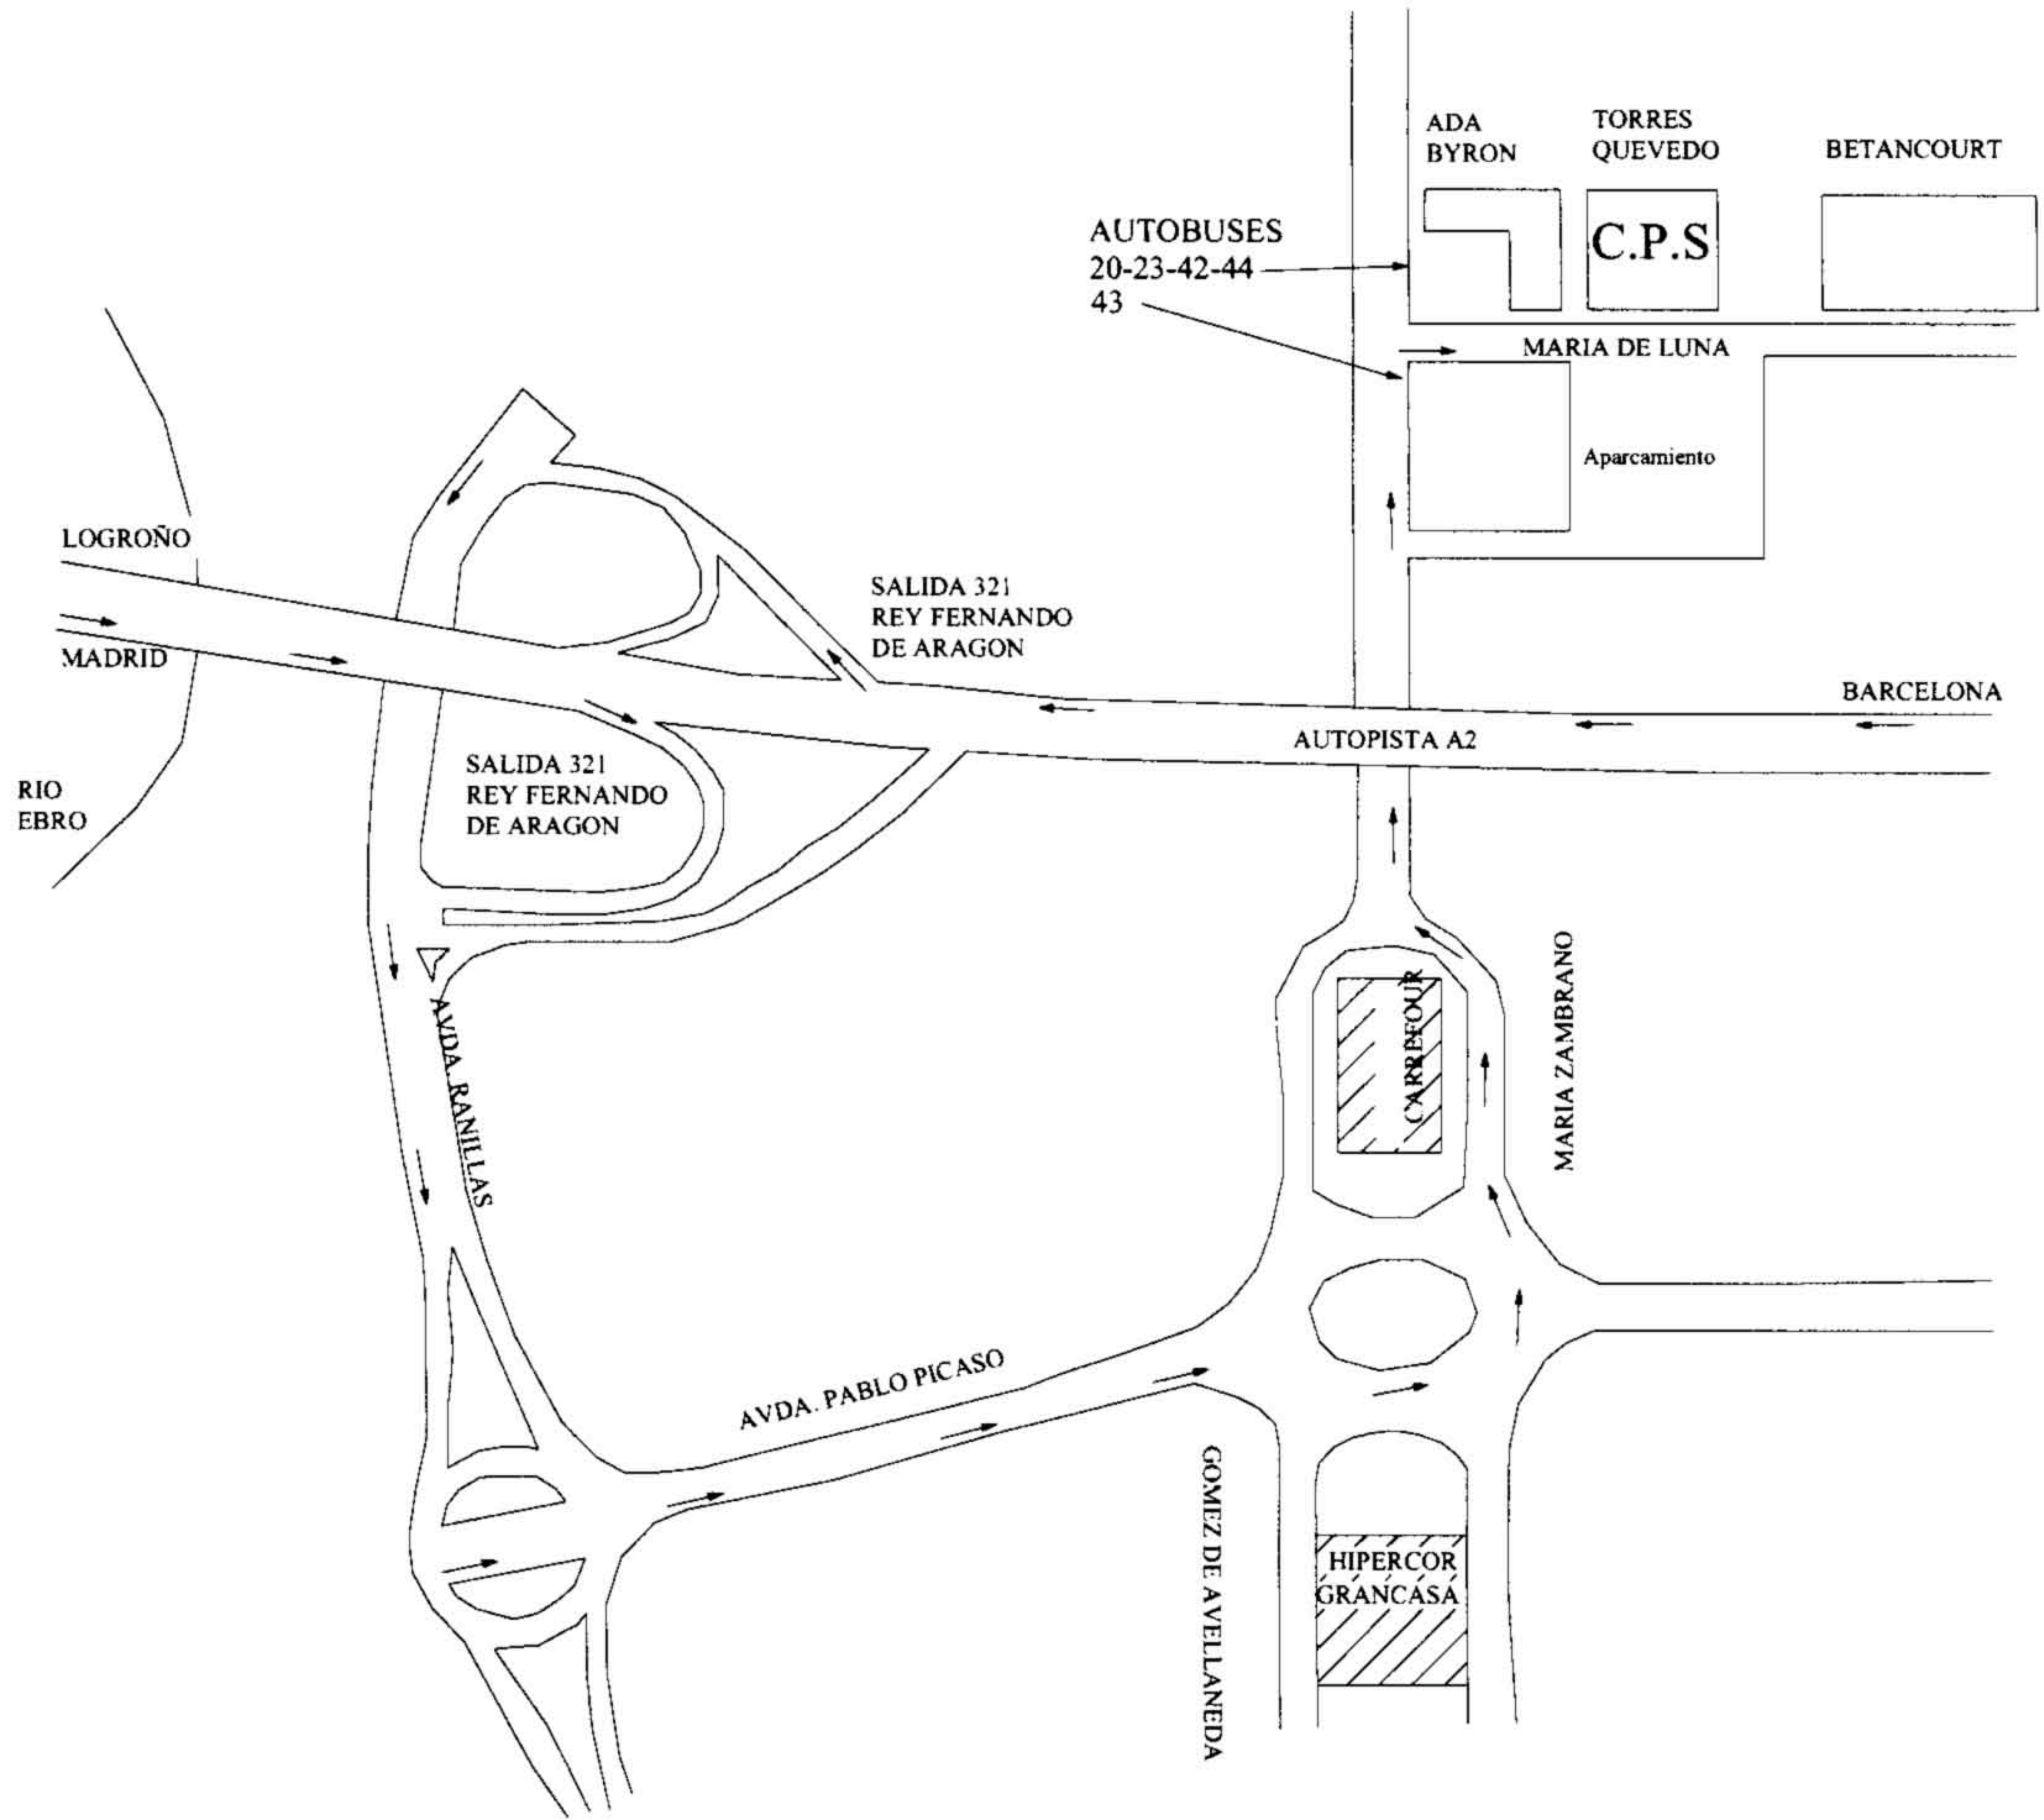 ADA
BYRON
TORRES
QUEVEDO
BETANCOURT
C.P.S
AUTOBUSES
20-23-42-44
43
MARIA DE LUNA
Aparcamiento
LOGROÑO
MADRID
SALIDA 321
REY FERNANDO
DE ARAGON
BARCELONA
AUTOPISTA A2
SALIDA 321
REY FERNANDO
DE ARAGON
RIO
EBRO
AVDA. RANILLAS
CARREFOUR
MARIA ZAMBRANO
AVDA. PABLO PICASO
GOMEZ DE AVELLANEDA
HIPERCOR
GRANCASA